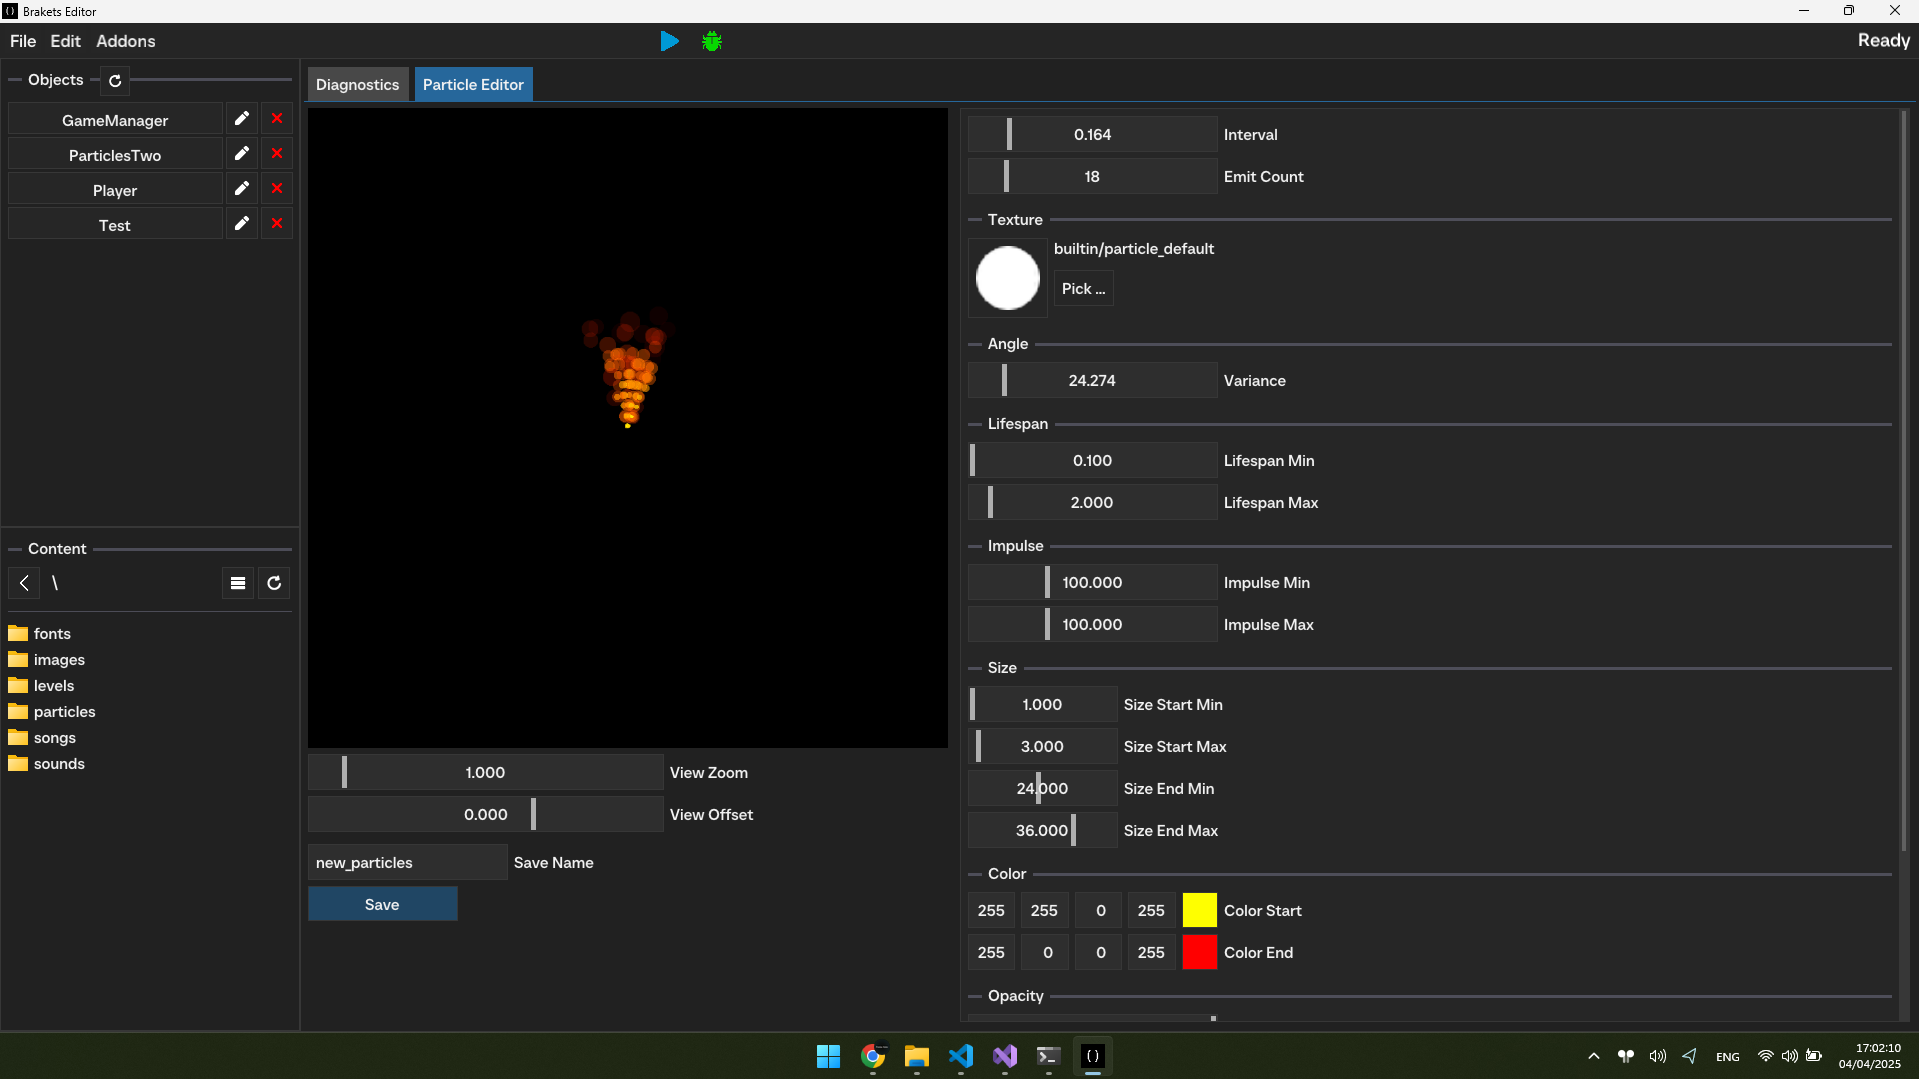 Brakets Editor
File Edit Addons
Ready
Objects
GameManager
ParticlesTwo
Player
Test
Content
\
fonts
images
levels
particles
songs
sounds
Diagnostics Particle Editor
1.000 View Zoom
0.000 View Offset
new_particles Save Name
Save
0.164 Interval
18 Emit Count
Texture
builtin/particle_default
Pick ...
Angle
24.274 Variance
Lifespan
0.100 Lifespan Min
2.000 Lifespan Max
Impulse
100.000 Impulse Min
100.000 Impulse Max
Size
1.000 Size Start Min
3.000 Size Start Max
24.000 Size End Min
36.000 Size End Max
Color
255 255 0 255 Color Start
255 0 0 255 Color End
Opacity
ENG
17:02:10
04/04/2025